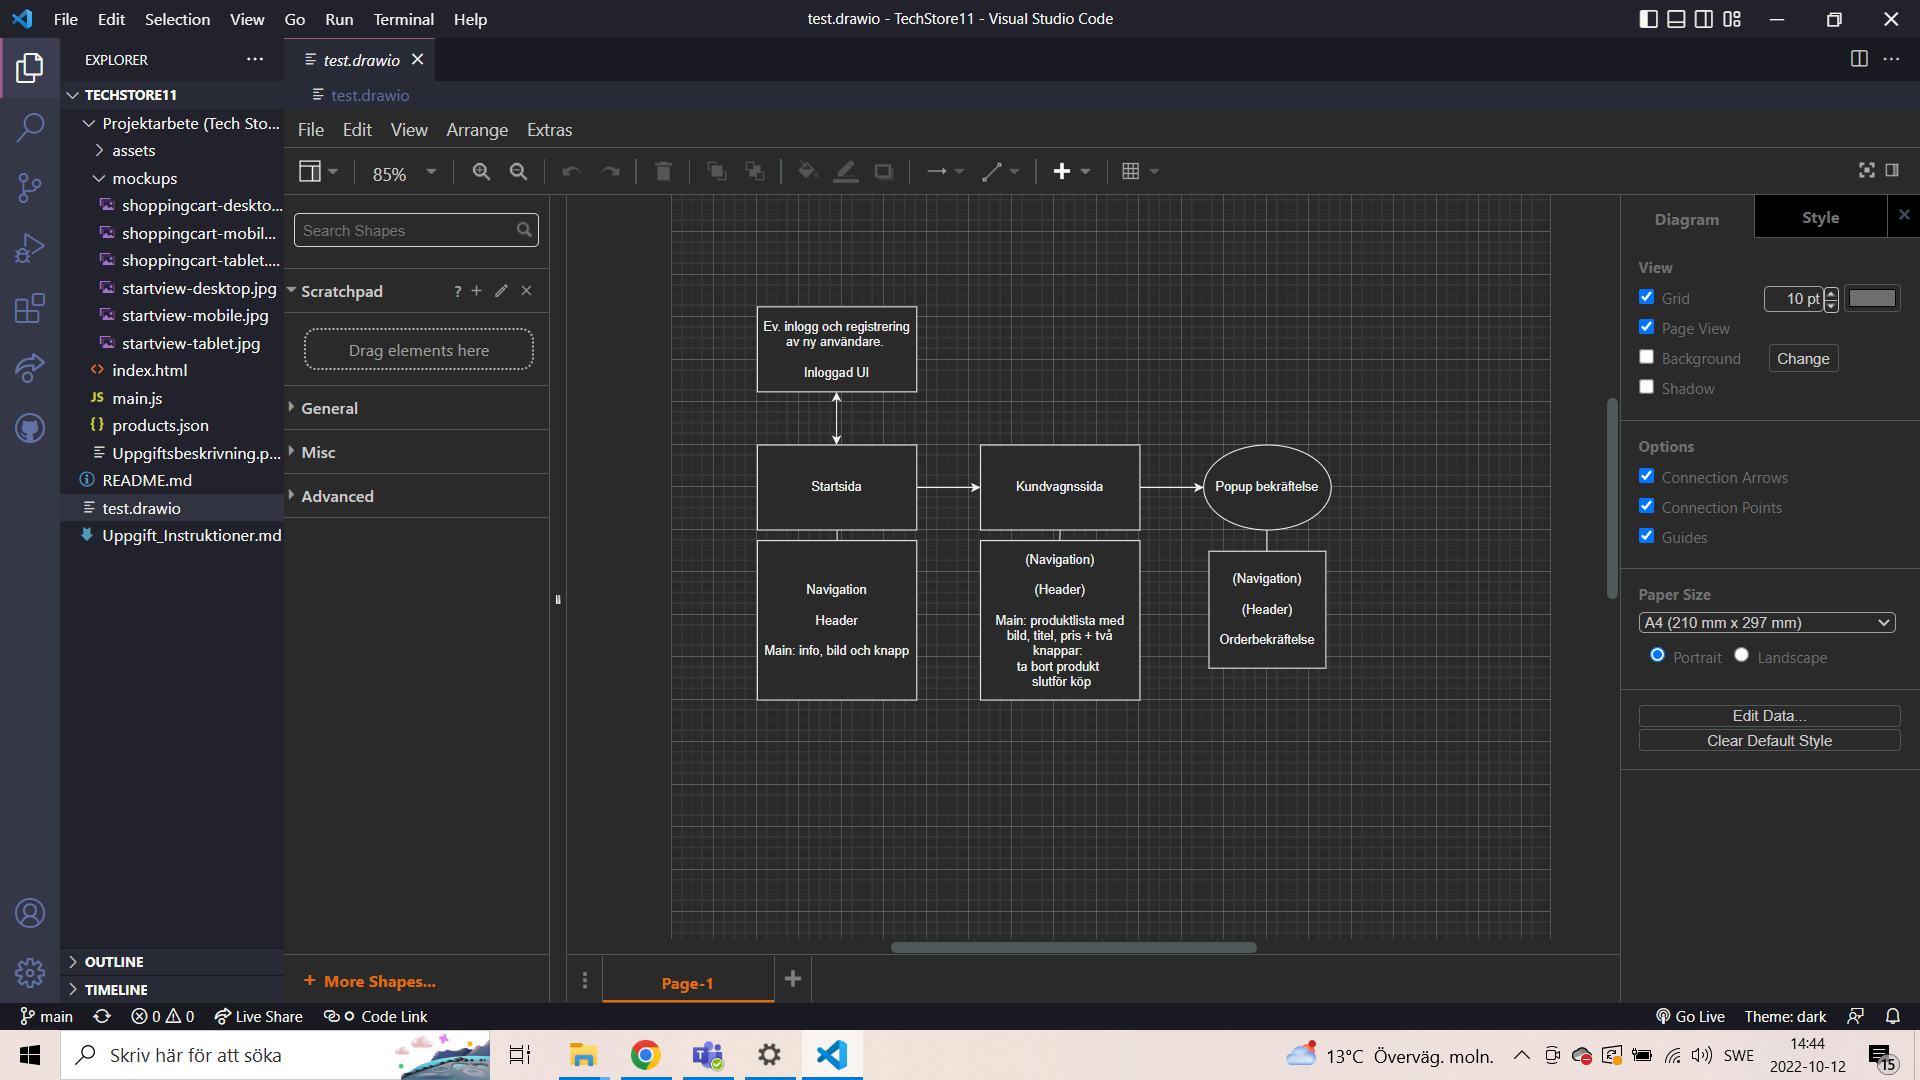 File Edit Selection View Go Run Terminal Help
test.drawio - TechStore11 - Visual Studio Code
EXPLORER
TECHSTORE11
Projektarbete (Tech Sto...
assets
mockups
shoppingcart-deskto...
shoppingcart-mobil...
shoppingcart-tablet....
startview-desktop.jpg
startview-mobile.jpg
startview-tablet.jpg
index.html
JS main.js
{} products.json
Uppgiftsbeskrivning.p...
README.md
test.drawio
Uppgift_Instruktioner.md
OUTLINE
TIMELINE
test.drawio
test.drawio
File Edit View Arrange Extras
85%
Search Shapes
Scratchpad
?
Drag elements here
General
Misc
Advanced
+ More Shapes...
Ev. inlogg och registrering
av ny användare.
Inloggad UI
Startsida
Kundvagnssida
Popup bekräftelse
Navigation
Header
Main: info, bild och knapp
(Navigation)
(Header)
Main: produktlista med
bild, titel, pris + två
knappar:
ta bort produkt
slutför köp
(Navigation)
(Header)
Orderbekräftelse
Page-1
Diagram
Style
View
Grid
10 pt
Page View
Background
Change
Shadow
Options
Connection Arrows
Connection Points
Guides
Paper Size
A4 (210 mm x 297 mm)
Portrait
Landscape
Edit Data...
Clear Default Style
main
0
0
Live Share
Code Link
Go Live
Theme: dark
Skriv här för att söka
13°C Överväg. moln.
SWE
14:44
2022-10-12
15